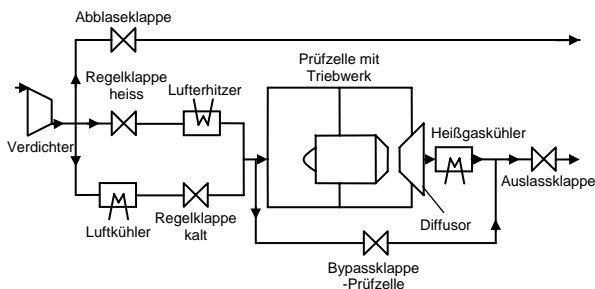 Abblaseklappe
Regelklappe
heiss
Lufterhitzer
Prüfzelle mit
Triebwerk
Heißgaskühler
Verdichter
Auslassklappe
Luftkühler
Regelklappe
kalt
Diffusor
Bypassklappe
-Prüfzelle